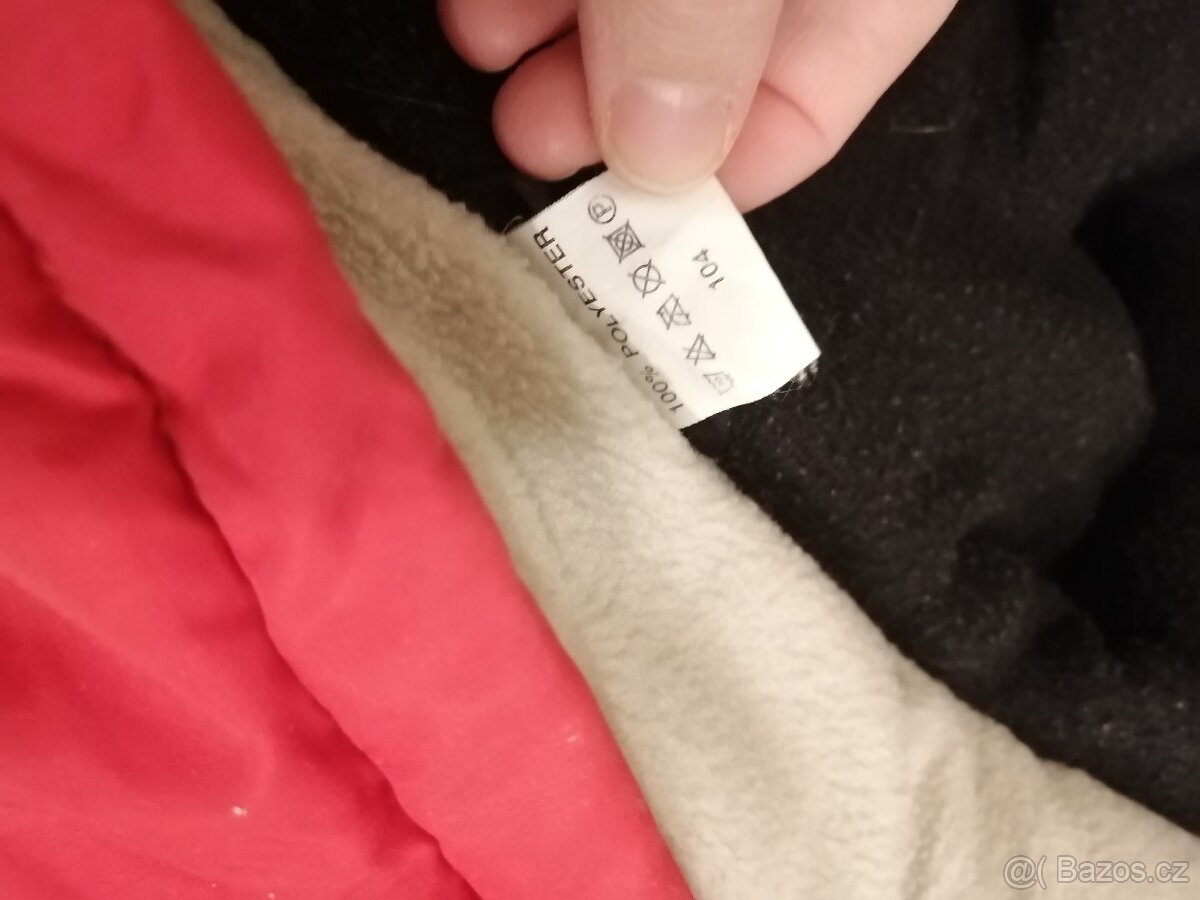 100% POLYESTER
104
@( Bazos.cz